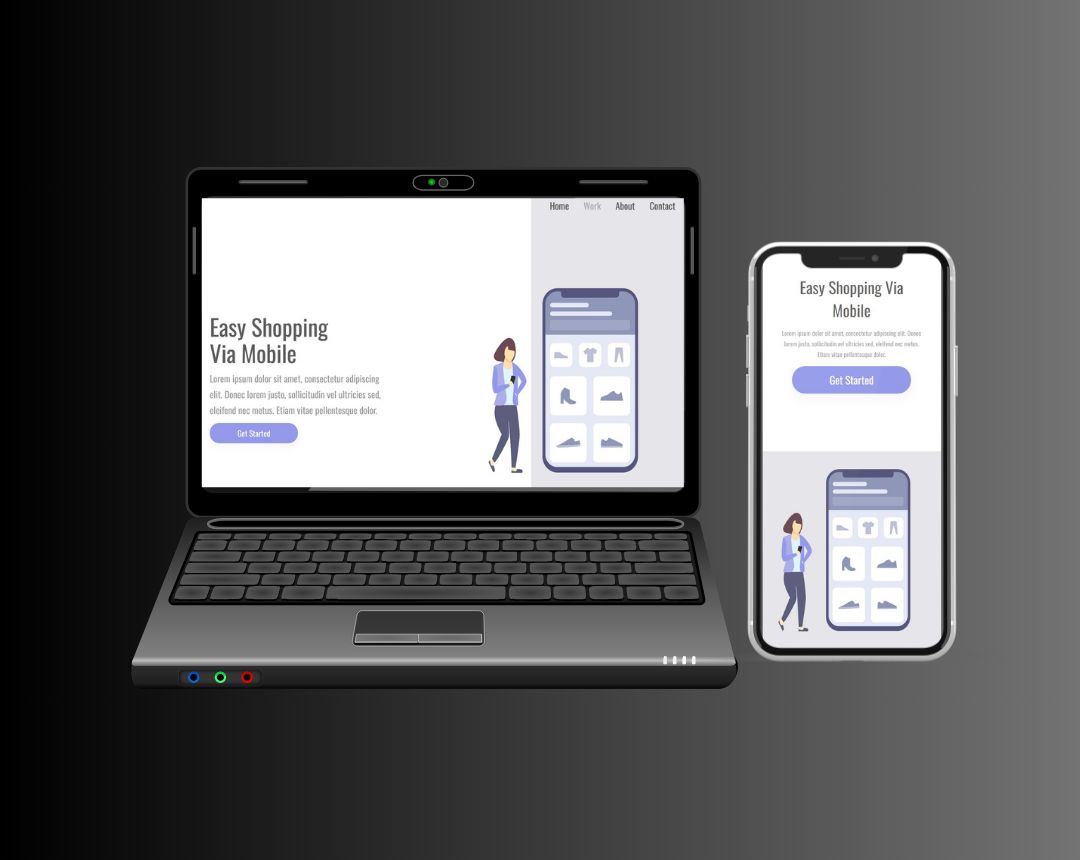 Home Work About Contact
Easy Shopping
Via Mobile
Lorem ipsum dolor sit amet, consectetur adipiscing
elit. Donec lorem justo, sollicitudin vel ultricies sed,
eleifend nec metus. Etiam vitae pellentesque dolor.
Get Started
Easy Shopping Via
Mobile
Lorem ipsum dolor sit amet, consectetur adipiscing elit. Donec
lorem justo, sollicitudin vel ultricies sed, eleifend nec metus.
Etiam vitae pellentesque dolor.
Get Started